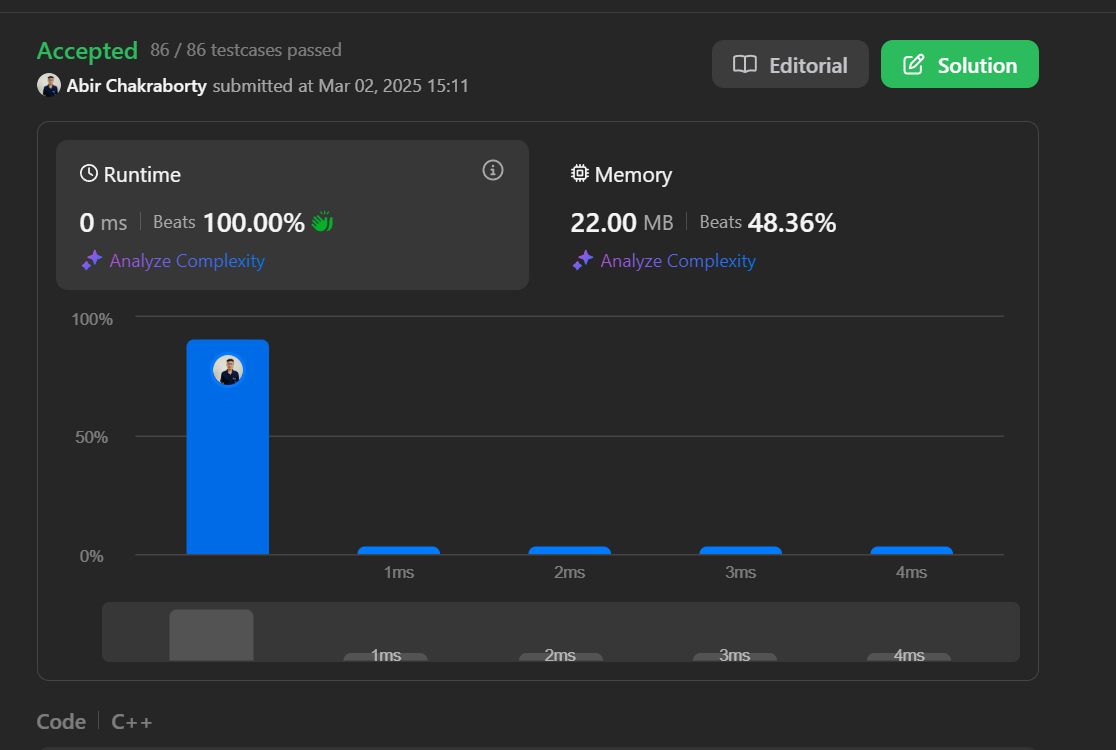 Accepted 86 / 86 testcases passed
Abir Chakraborty submitted at Mar 02, 2025 15:11
Editorial
Solution
Runtime
0 ms Beats 100.00%
Analyze Complexity
Memory
22.00 MB Beats 48.36%
Analyze Complexity
100%
50%
0%
1ms 2ms 3ms 4ms
1ms 2ms 3ms 4ms
Code C++